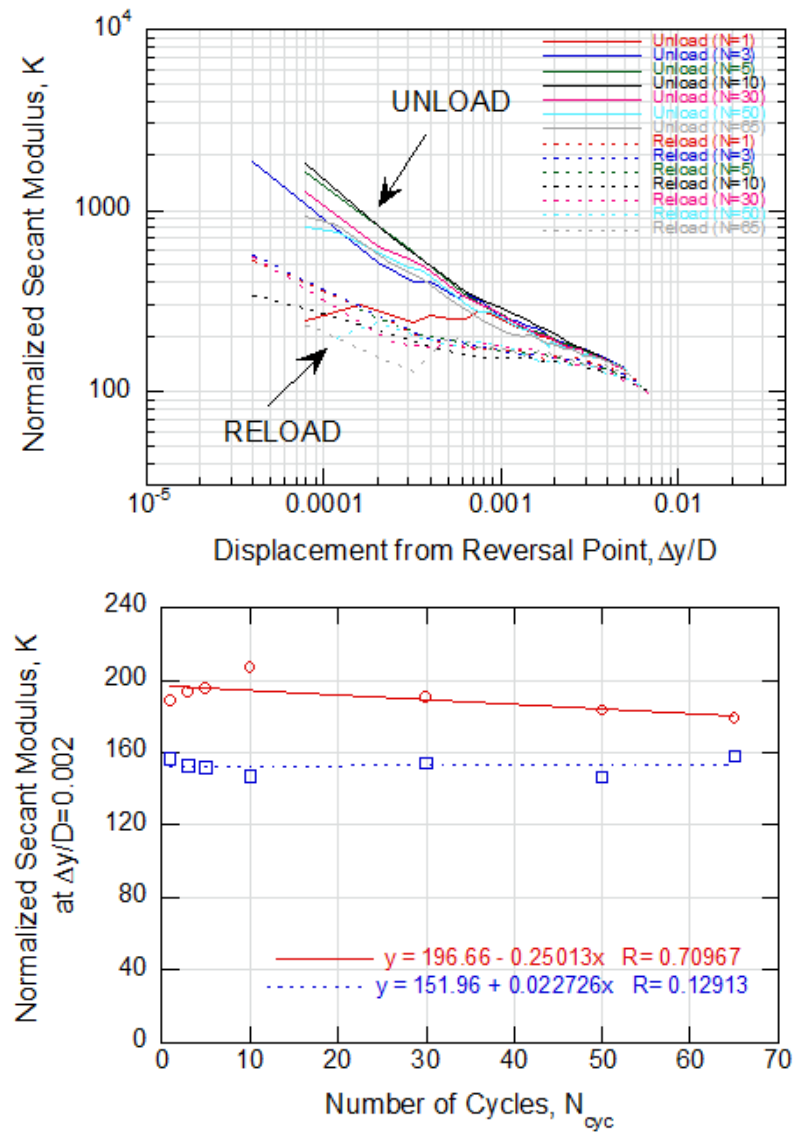 10⁴
1000
100
Normalized Secant Modulus, K
Unload (N=1)
Unload (N=3)
Unload (N=5)
Unload (N=10)
Unload (N=30)
Unload (N=50)
Unload (N=65)
Reload (N=1)
Reload (N=3)
Reload (N=5)
Reload (N=10)
Reload (N=30)
Reload (N=50)
Reload (N=65)
UNLOAD
RELOAD
10⁻⁵ 0.0001 0.001 0.01
Displacement from Reversal Point, Δy/D
240
200
160
120
80
40
0
Normalized Secant Modulus, K
at Δy/D=0.002
y = 196.66 - 0.25013x R= 0.70967
y = 151.96 + 0.022726x R= 0.12913
0 10 20 30 40 50 60 70
Number of Cycles, Ncyc